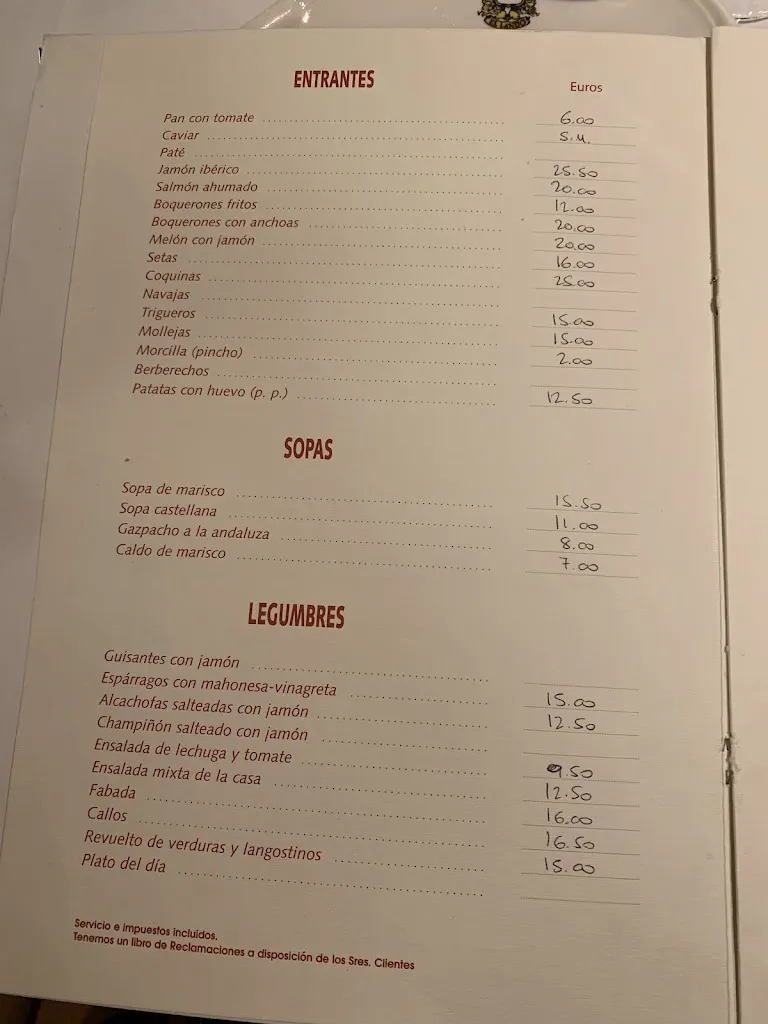 ENTRANTES Euros
Pan con tomate 6.00
Caviar S.M.
Paté
Jamón ibérico 25.50
Salmón ahumado 20.00
Boquerones fritos 12.00
Boquerones con anchoas 20.00
Melón con jamón 20.00
Setas 16.00
Coquinas 25.00
Navajas
Trigueros 15.00
Mollejas 15.00
Morcilla (pincho) 2.00
Berberechos
Patatas con huevo (p. p.) 12.50
SOPAS
Sopa de marisco 15.50
Sopa castellana 11.00
Gazpacho a la andaluza 8.00
Caldo de marisco 7.00
LEGUMBRES
Guisantes con jamón
Espárragos con mahonesa-vinagreta 15.00
Alcachofas salteadas con jamón 12.50
Champiñón salteado con jamón
Ensalada de lechuga y tomate 9.50
Ensalada mixta de la casa 12.50
Fabada 16.00
Callos 16.50
Revuelto de verduras y langostinos 15.00
Plato del día
Servicio e impuestos incluídos.
Tenemos un libro de Reclamaciones a disposición de los Sres. Clientes